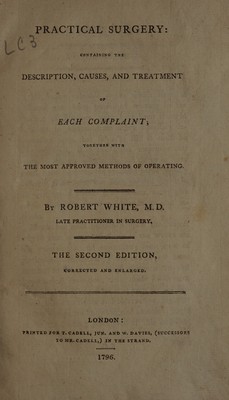 LC3
PRACTICAL SURGERY:
CONTAINING THE
DESCRIPTION, CAUSES, AND TREATMENT
OF
EACH COMPLAINT;
TOGETHER WITH
THE MOST APPROVED METHODS OF OPERATING.
BY ROBERT WHITE, M.D.
LATE PRACTITIONER IN SURGERY,
THE SECOND EDITION,
CORRECTED AND ENLARGED.
LONDON:
PRINTED FOR T. CADELL, JUN. AND W. DAVIES, (SUCCESSORS
TO MR. CADELL,) IN THE STRAND.
1796.